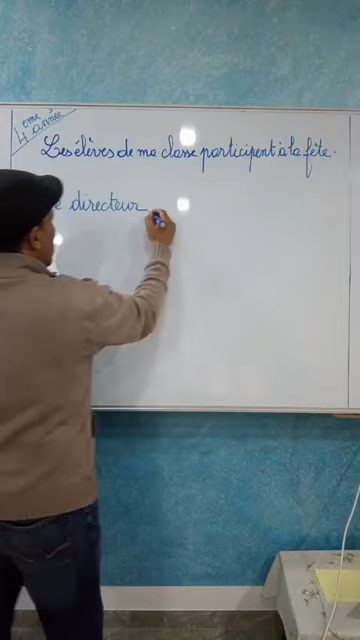 4ème année
Les élèves de ma classe participent à la fête.
e directeur